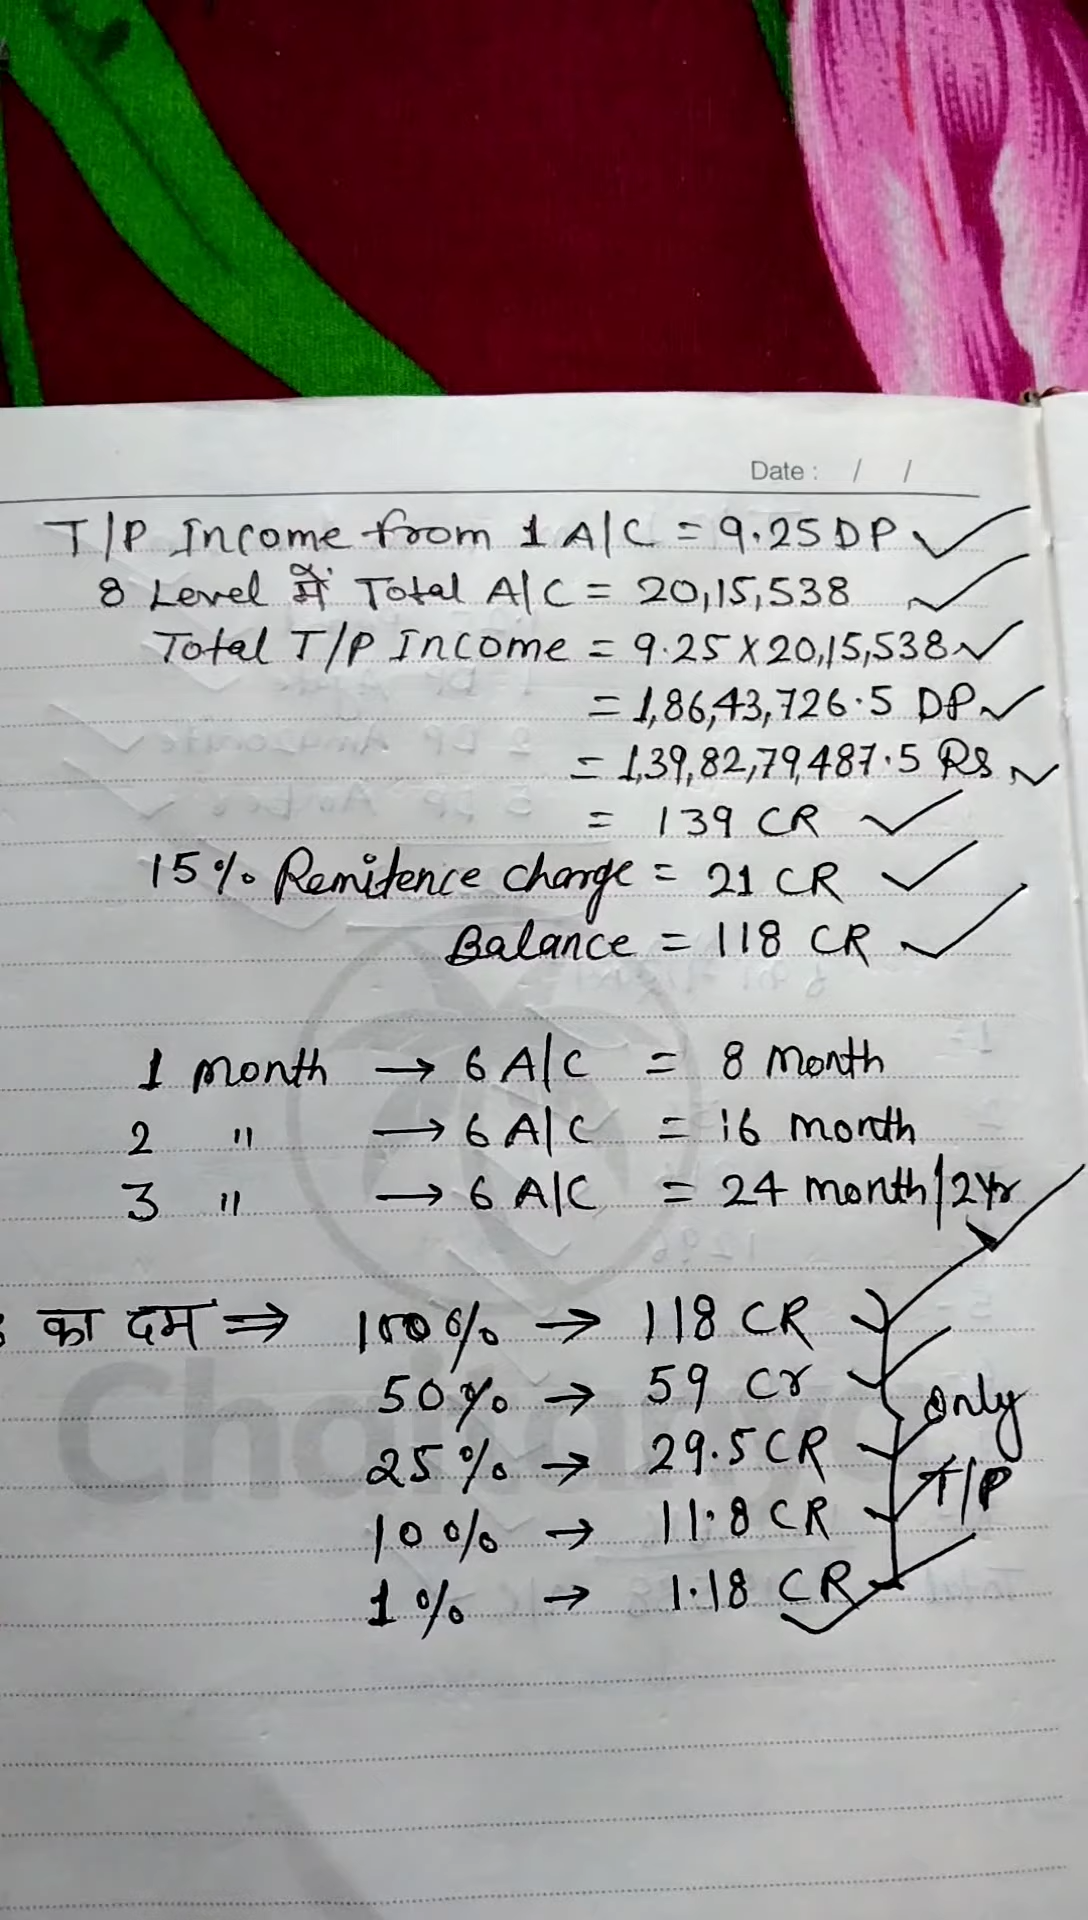 Date : / /
T/P Income from 1 A/C = 9.25 DP
8 Level में Total A/C = 20,15,538
Total T/P Income = 9.25 X 20,15,538
= 1,86,43,726.5 DP
= 1,39,82,79,487.5 Rs
= 139 CR
15% Remitence charge = 21 CR
Balance = 118 CR
1 month → 6 A/C = 8 month
2 " → 6 A/C = 16 month
3 " → 6 A/C = 24 month/2yr
का दम ⇒ 100% → 118 CR
50% → 59 Cr
25% → 29.5 CR
10% → 11.8 CR
1% → 1.18 CR
only
T/P